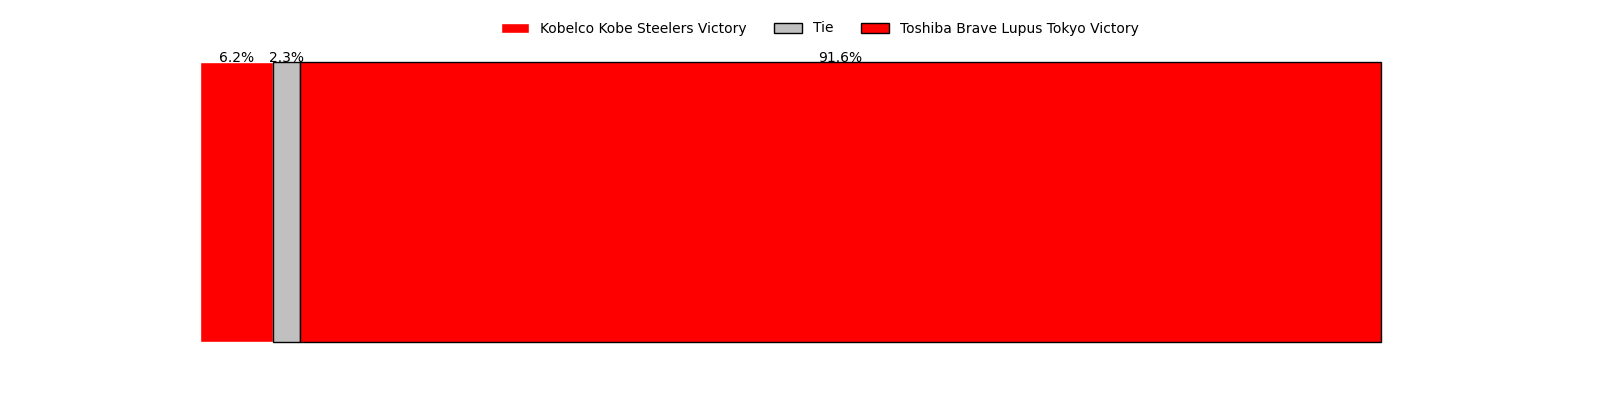 Kobelco Kobe Steelers Victory Tie Toshiba Brave Lupus Tokyo Victory
6.2% 2.3% 91.6%